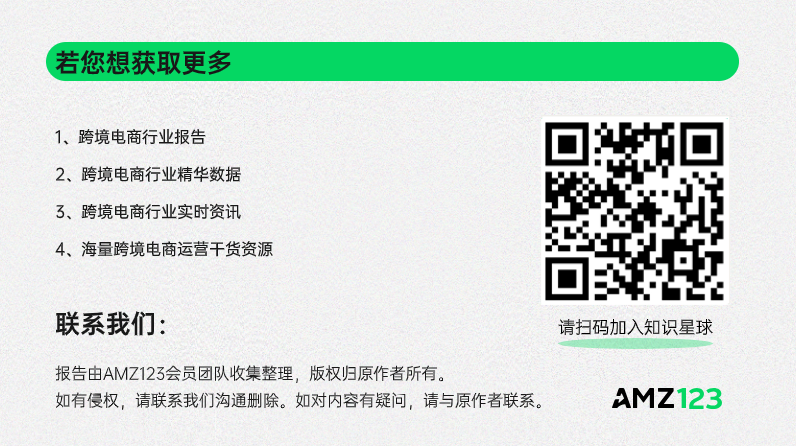 若您想获取更多
1、跨境电商行业报告
2、跨境电商行业精华数据
3、跨境电商行业实时资讯
4、海量跨境电商运营干货资源
请扫码加入知识星球
联系我们：
报告由AMZ123会员团队收集整理，版权归原作者所有。
如有侵权，请联系我们沟通删除。如对内容有疑问，请与原作者联系。
AMZ123